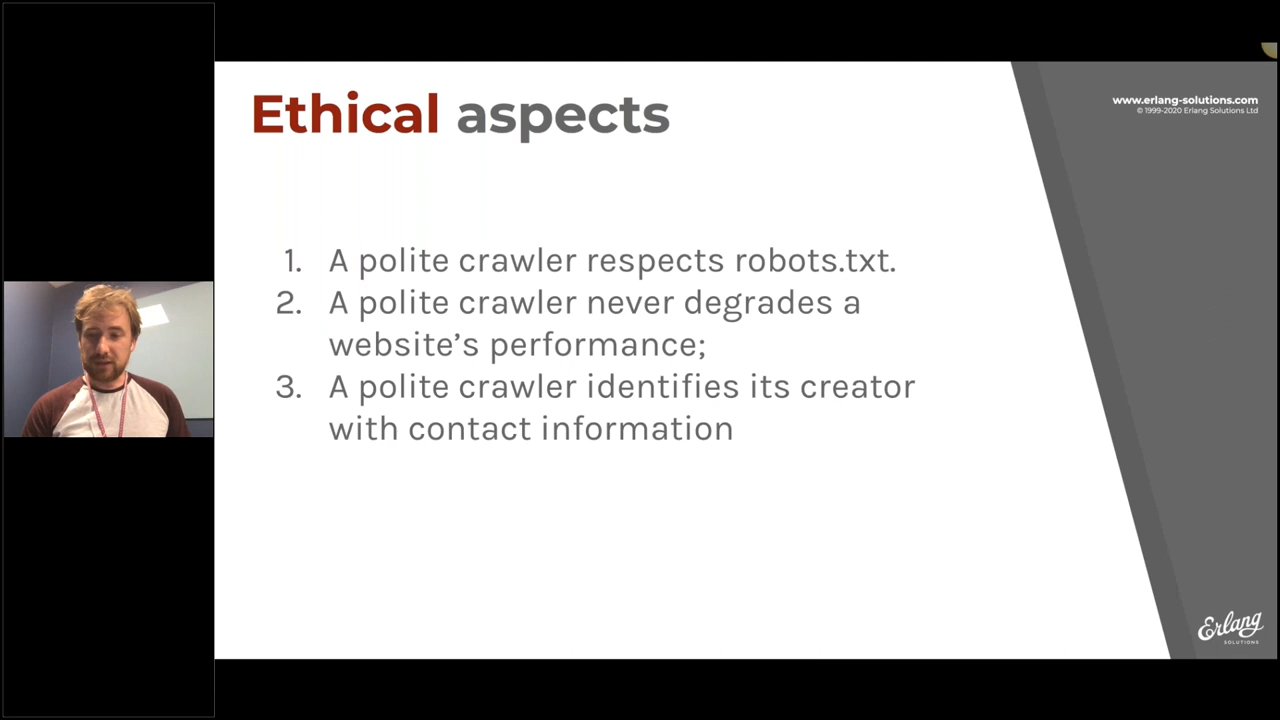 Ethical aspects
www.erlang-solutions.com
© 1999-2020 Erlang Solutions Ltd
1. A polite crawler respects robots.txt.
2. A polite crawler never degrades a
website’s performance;
3. A polite crawler identifies its creator
with contact information
Erlang
SOLUTIONS